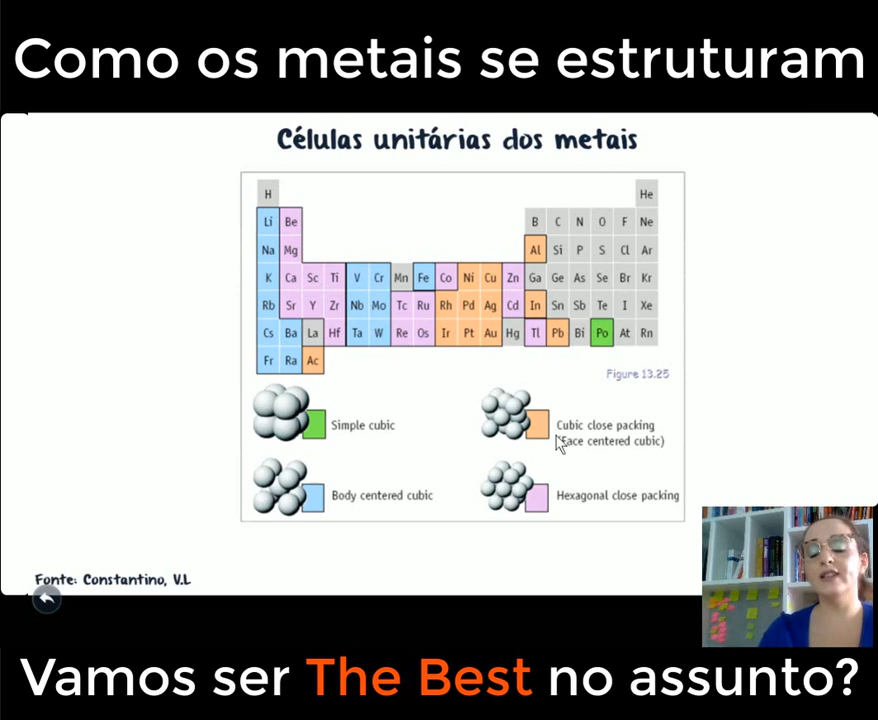 Como os metais se estruturam
Células unitárias dos metais
H He
Li Be B C N O F Ne
Na Mg Al Si P S Cl Ar
K Ca Sc Ti V Cr Mn Fe Co Ni Cu Zn Ga Ge As Se Br Kr
Rb Sr Y Zr Nb Mo Tc Ru Rh Pd Ag Cd In Sn Sb Te I Xe
Cs Ba La Hf Ta W Re Os Ir Pt Au Hg Tl Pb Bi Po At Rn
Fr Ra Ac
Figure 13.25
Simple cubic
Cubic close packing
(face centered cubic)
Body centered cubic
Hexagonal close packing
Fonte: Constantino, V.L
Vamos ser The Best no assunto?